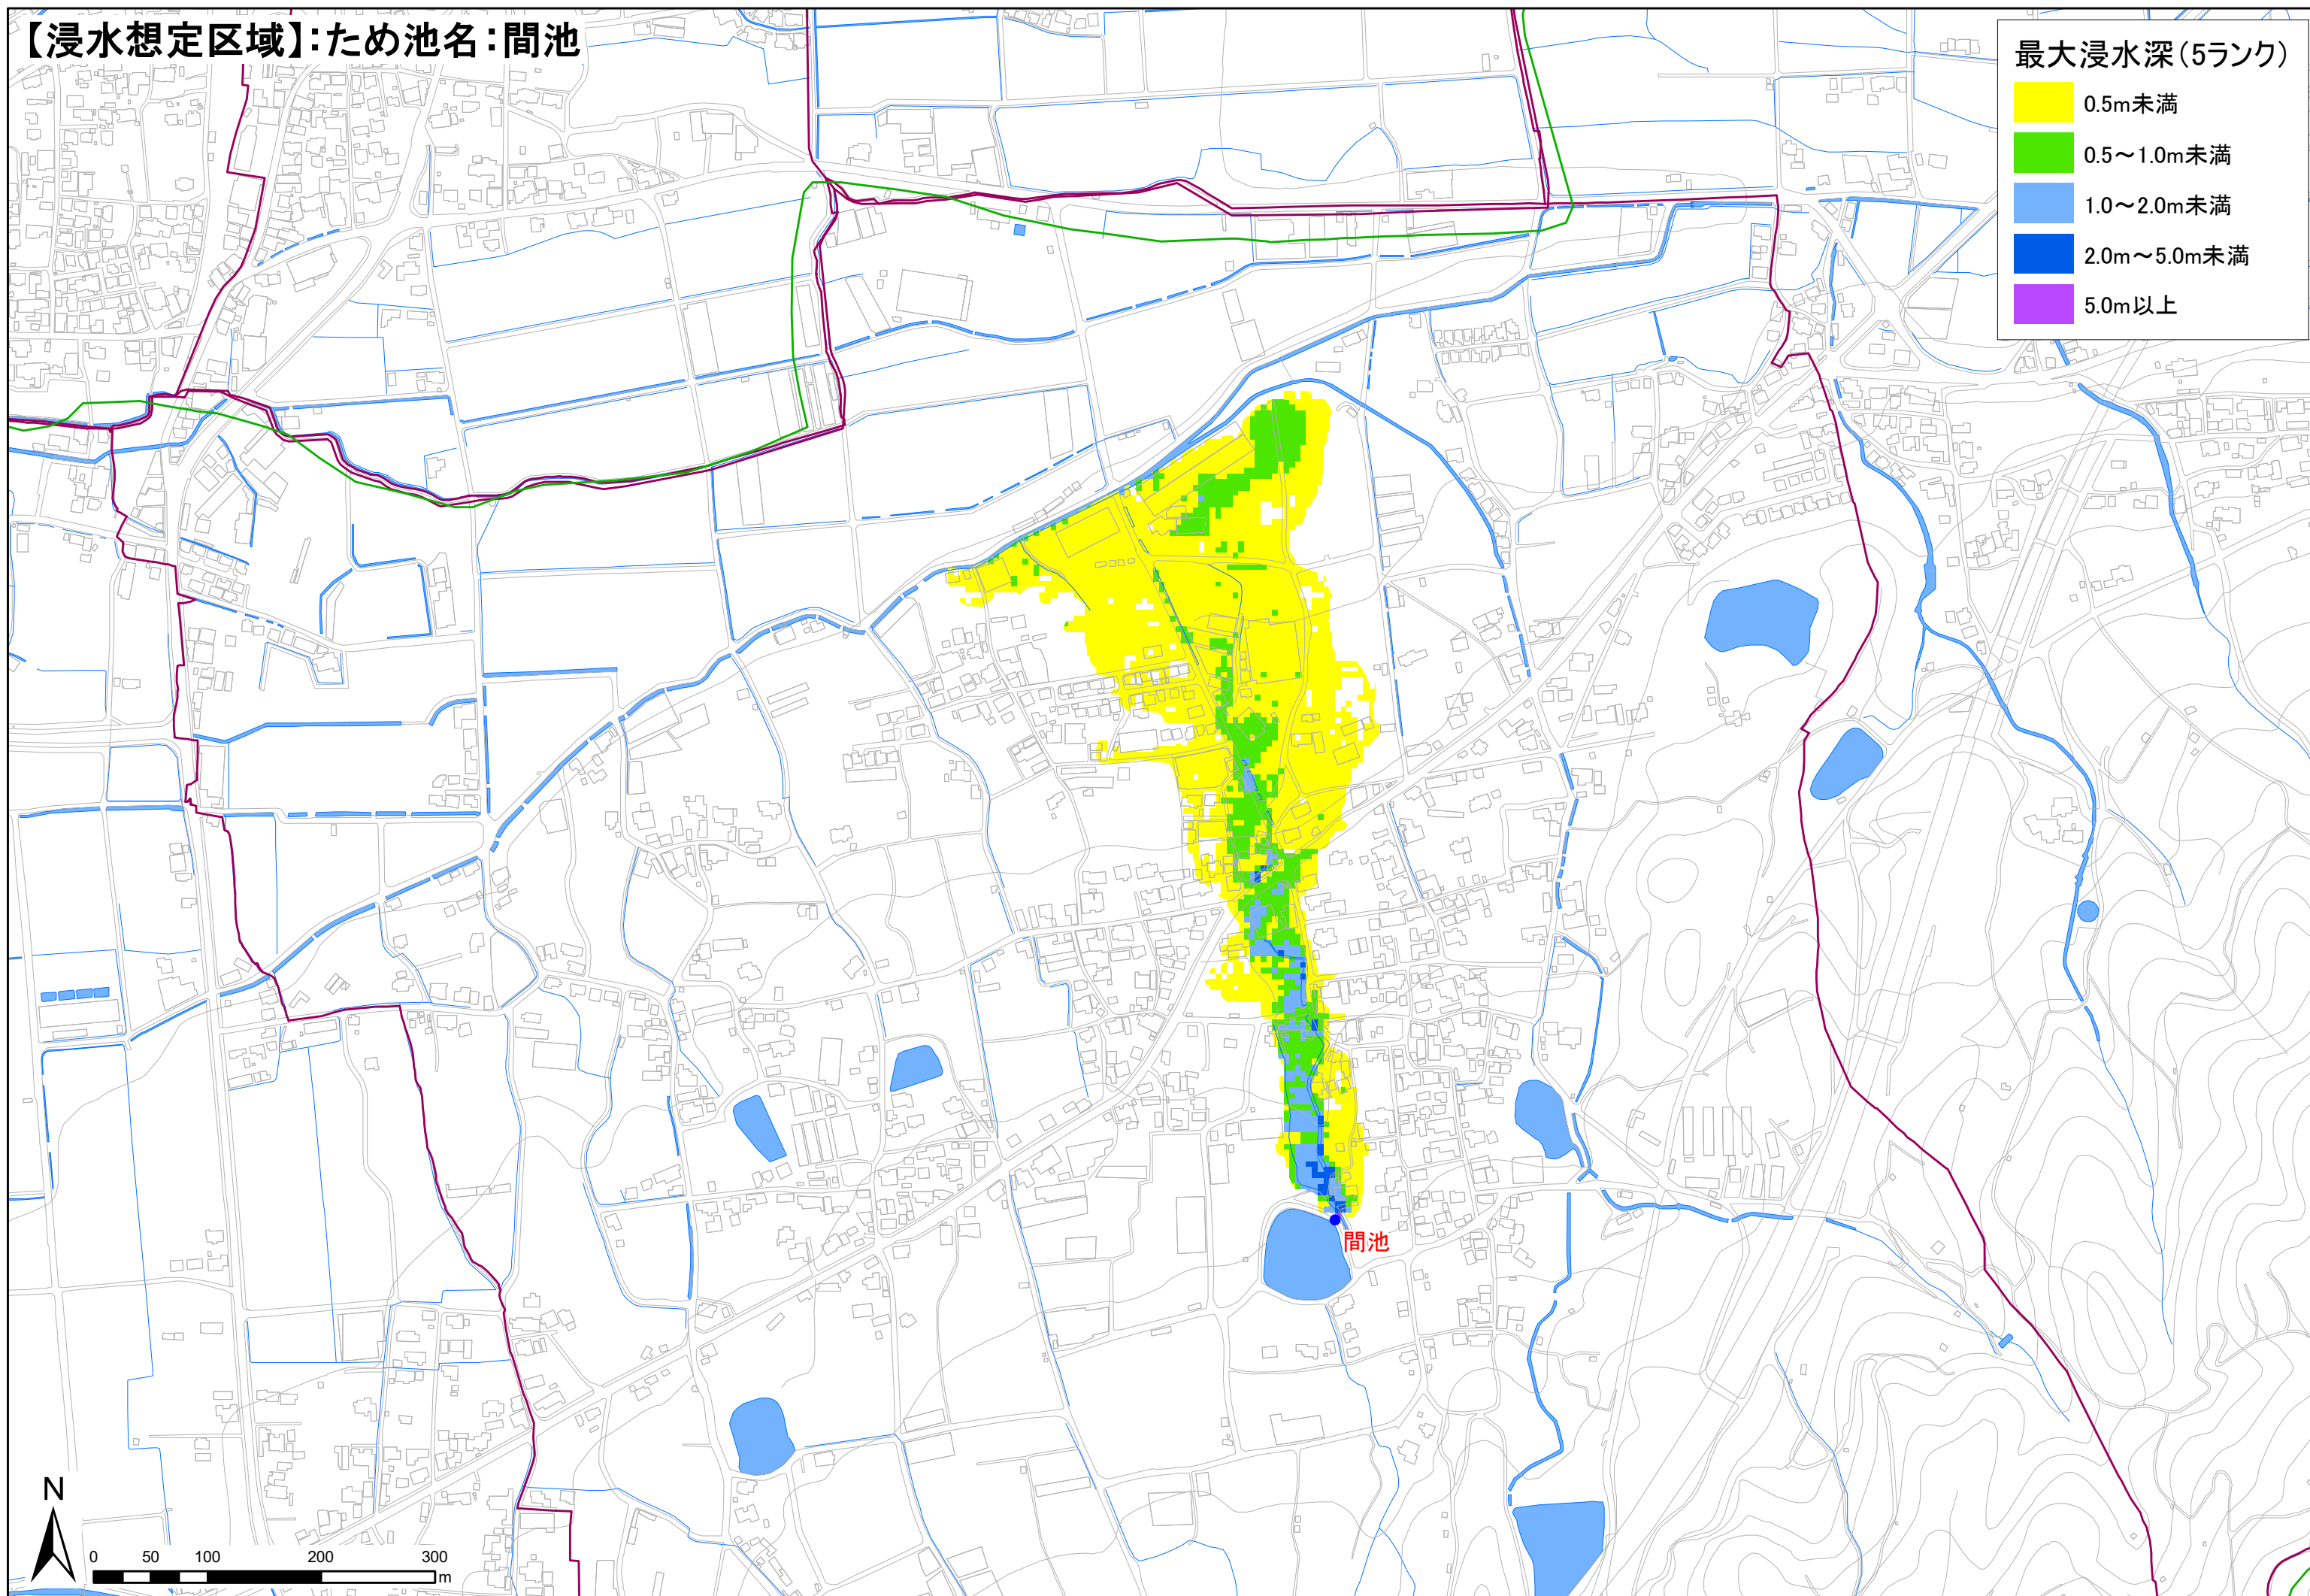 【浸水想定区域】:ため池名:間池
最大浸水深(5ランク)
0.5m未満
0.5~1.0m未満
1.0~2.0m未満
2.0m~5.0m未満
5.0m以上
間池
N
0 50 100 200 300
m